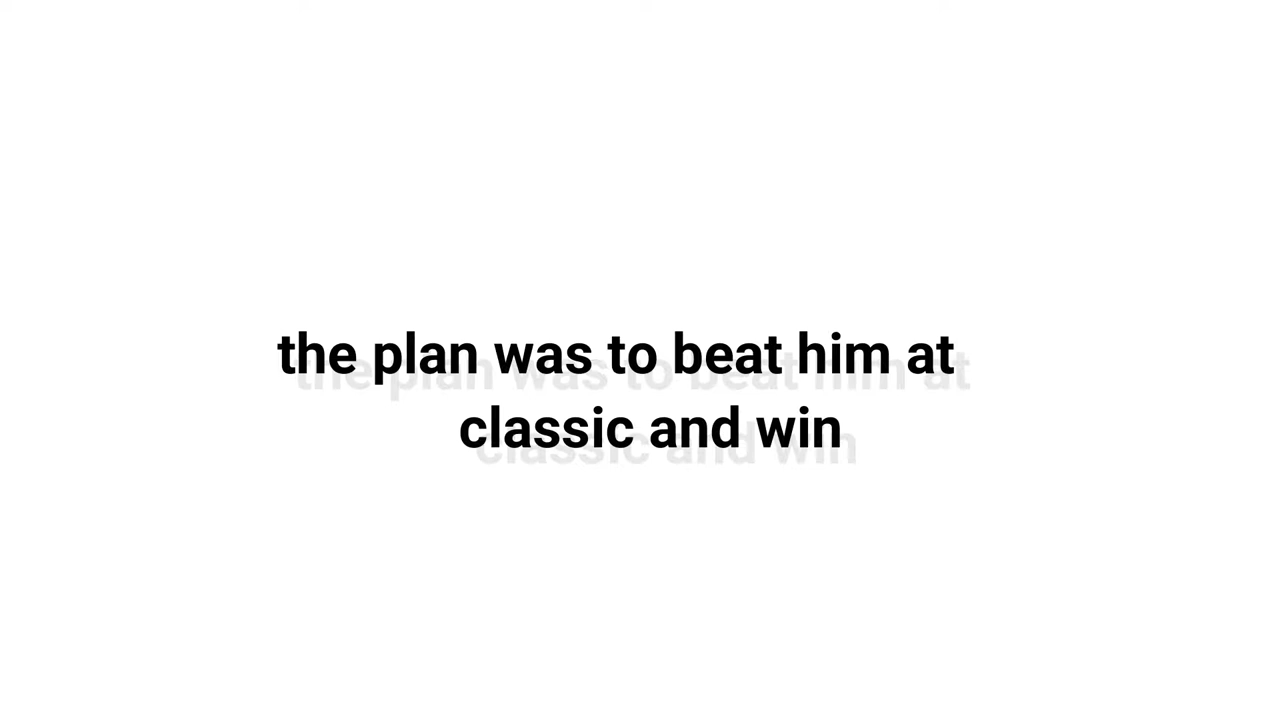 the plan was to beat him at
classic and win